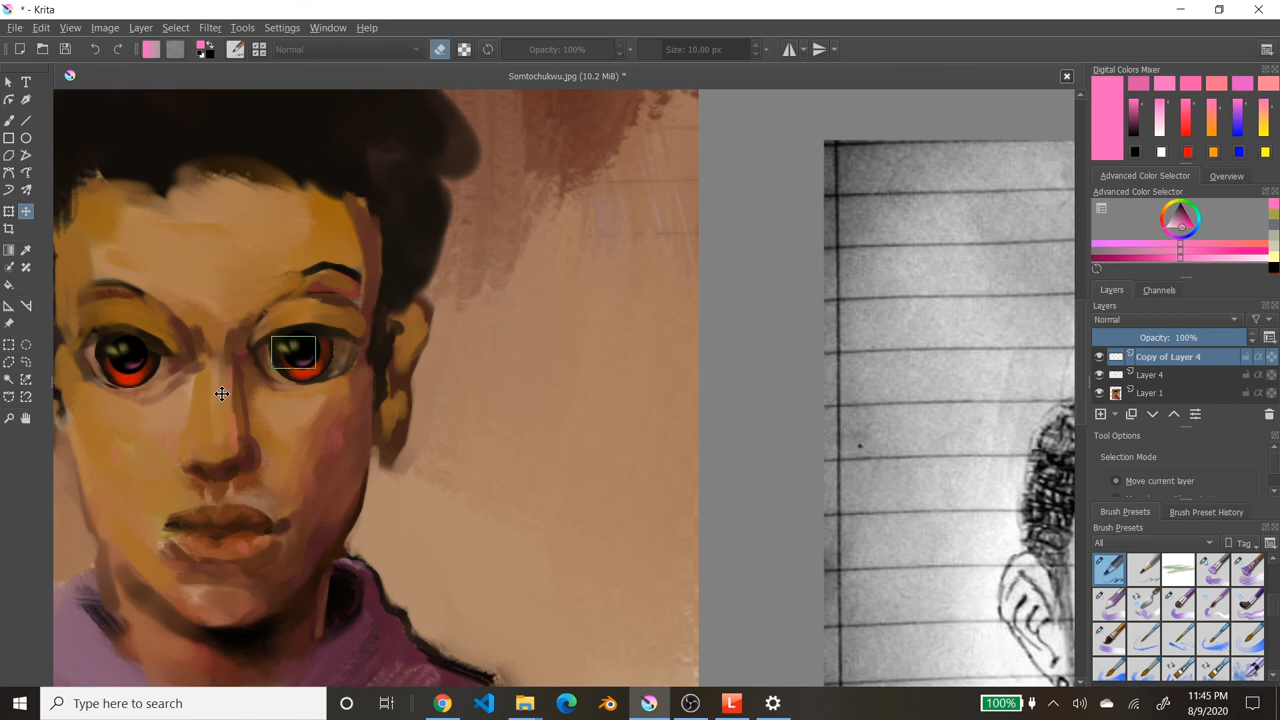 * - Krita
File Edit View Image Layer Select Filter Tools Settings Window Help
Normal Opacity: 100% Size: 10.00 px
Somtochukwu.jpg (10.2 MiB) *
Digital Colors Mixer
Advanced Color Selector Overview
Advanced Color Selector
Layers Channels
Layers
Normal
Opacity: 100%
Copy of Layer 4
Layer 4
Layer 1
Tool Options
Selection Mode
Move current layer
Brush Presets Brush Preset History
Brush Presets
All Tag
Type here to search
100%
11:45 PM
8/9/2020